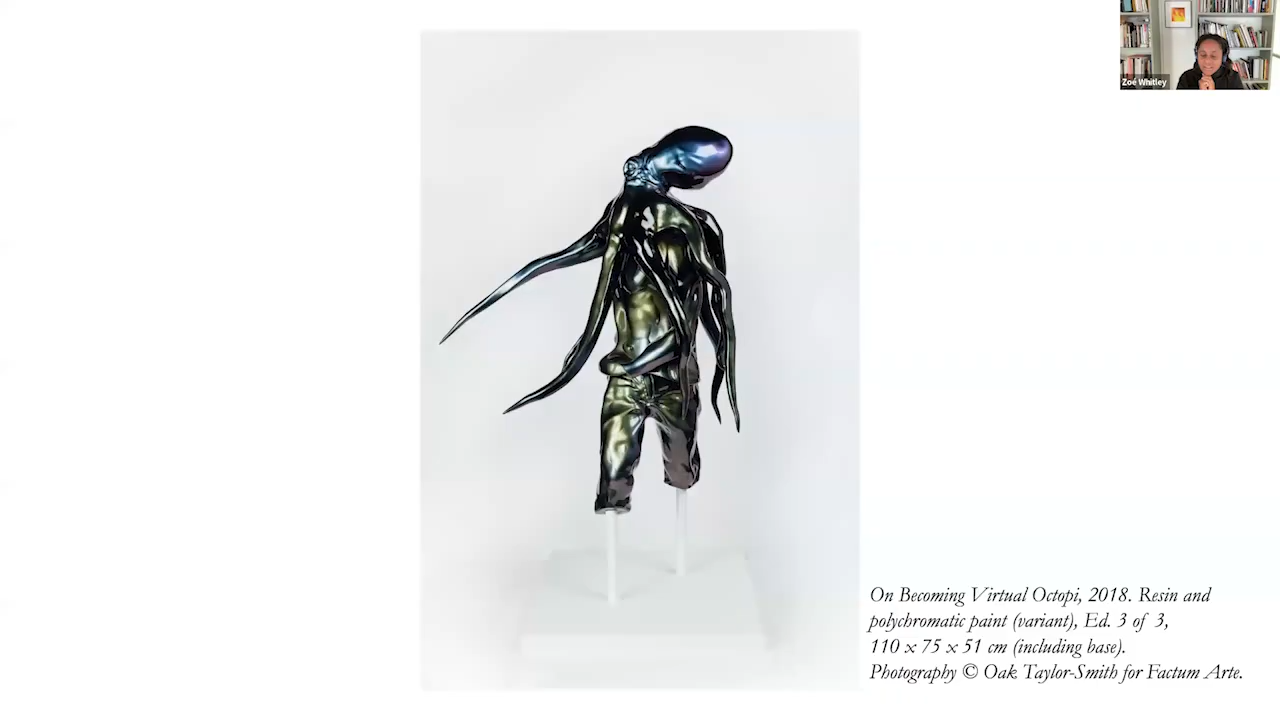 Zoé Whitley
On Becoming Virtual Octopi, 2018. Resin and
polychromatic paint (variant), Ed. 3 of 3,
110 x 75 x 51 cm (including base).
Photography © Oak Taylor-Smith for Factum Arte.